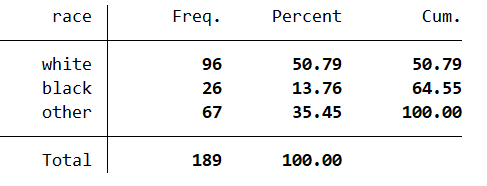 race Freq. Percent Cum.
white 96 50.79 50.79
black 26 13.76 64.55
other 67 35.45 100.00
Total 189 100.00